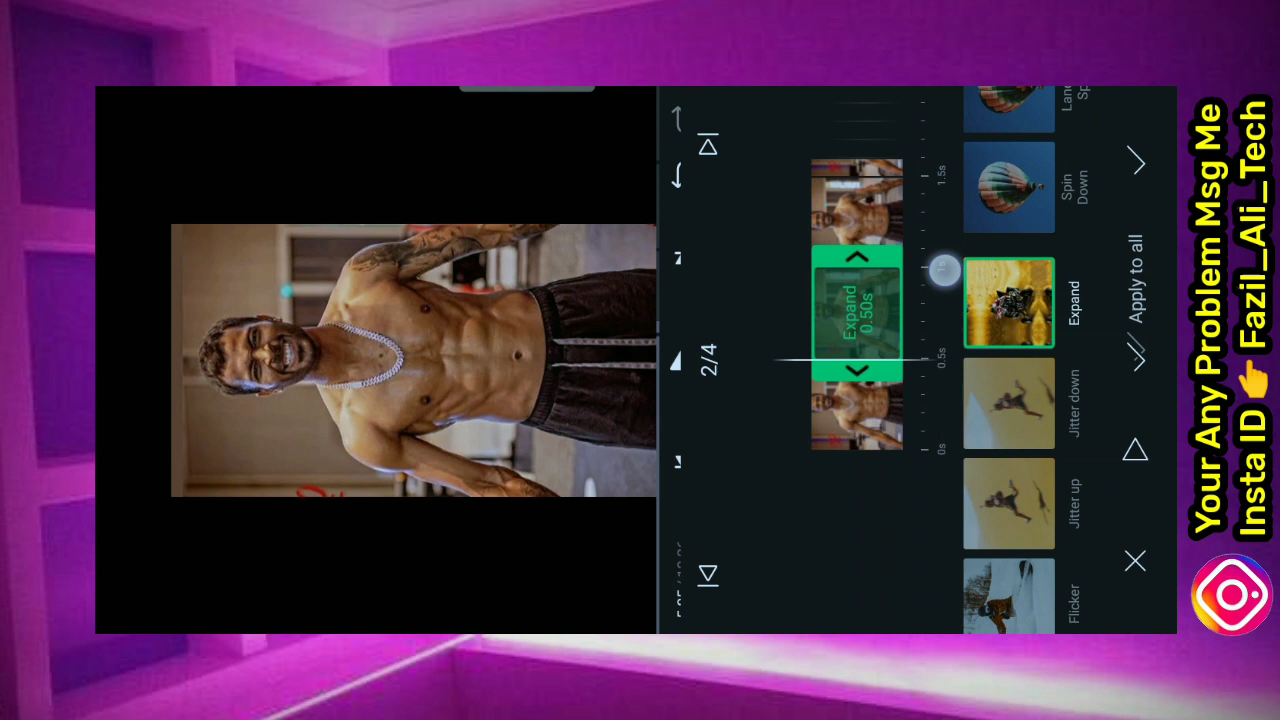 Your Any Problem Msg Me
Insta ID 👉 Fazil_Ali_Tech
2/4
Expand
0.50s
0s
0.5s
1.5s
Flicker
Jitter up
Jitter down
Expand
Spin
Down
Apply to all